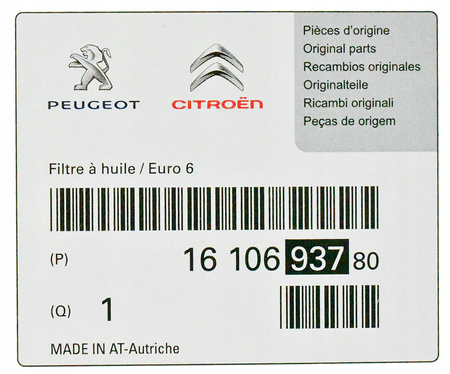 PEUGEOT
CITROËN
Pièces d'origine
Original parts
Recambios originales
Originalteile
Ricambi originali
Peças de origem
Filtre à huile / Euro 6
(P) 16 106 937 80
(Q) 1
MADE IN AT-Autriche